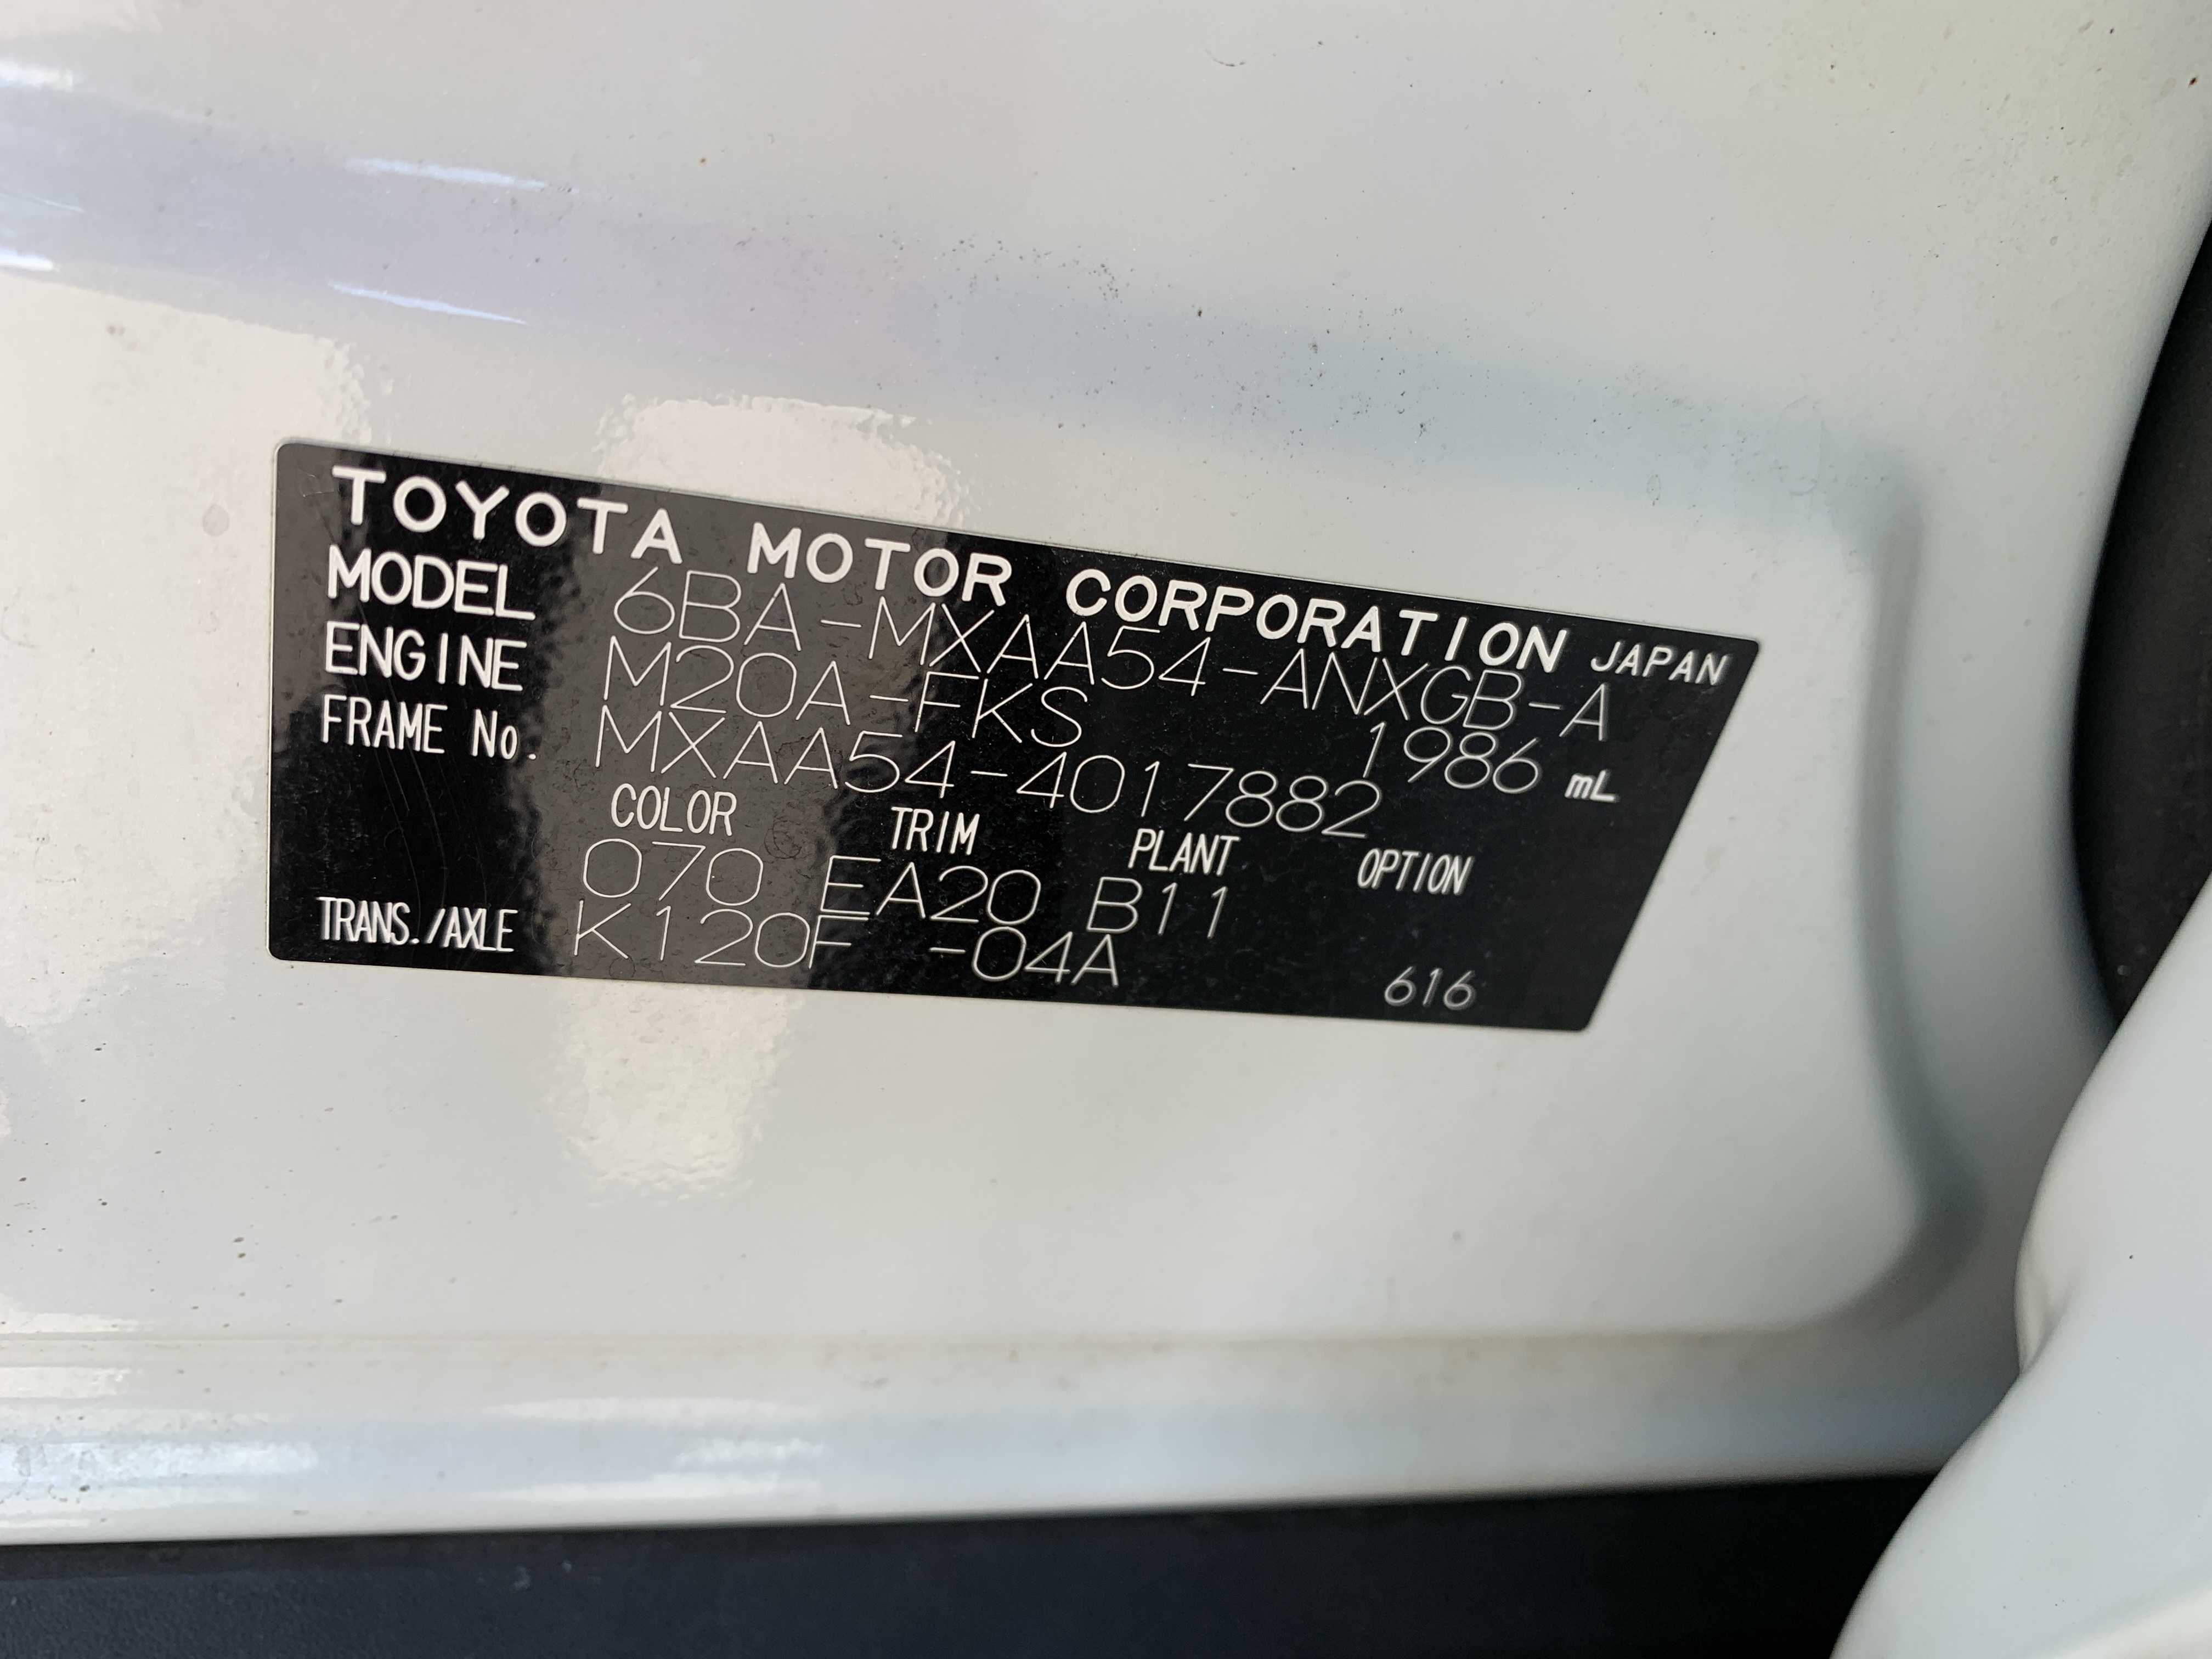 TOYOTA MOTOR CORPORATION JAPAN
MODEL 6BA-MXAA54-ANXGB-A
ENGINE M20A-FKS 1986 mL
FRAME No. MXAA54-4017882
COLOR TRIM PLANT OPTION
070 EA20 B11
TRANS./AXLE K120F -04A
616